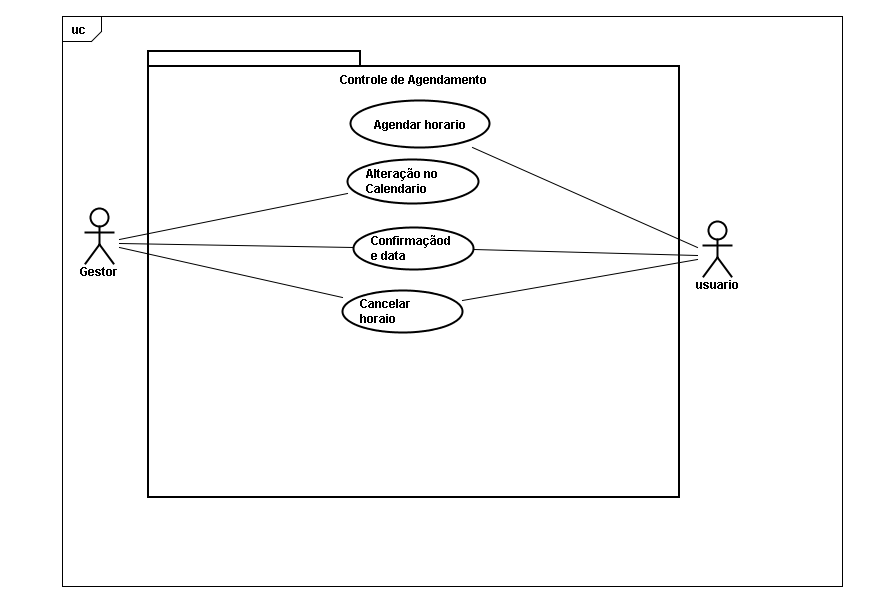 uc
Controle de Agendamento
Agendar horario
Alteração no
Calendario
Confirmaçãod
e data
Cancelar
horaio
Gestor
usuario